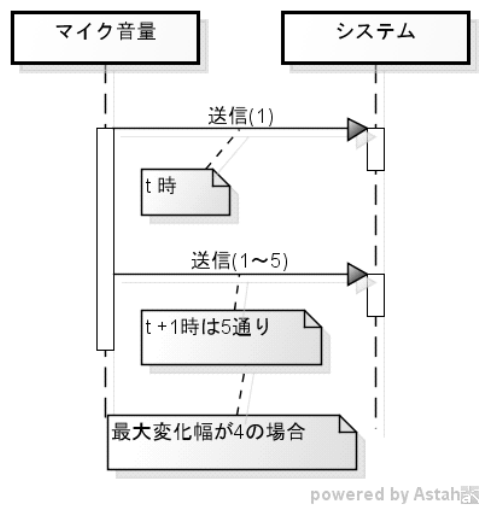 マイク音量
システム
送信(1)
t 時
送信(1～5)
t +1時は5通り
最大変化幅が4の場合
powered by Astah